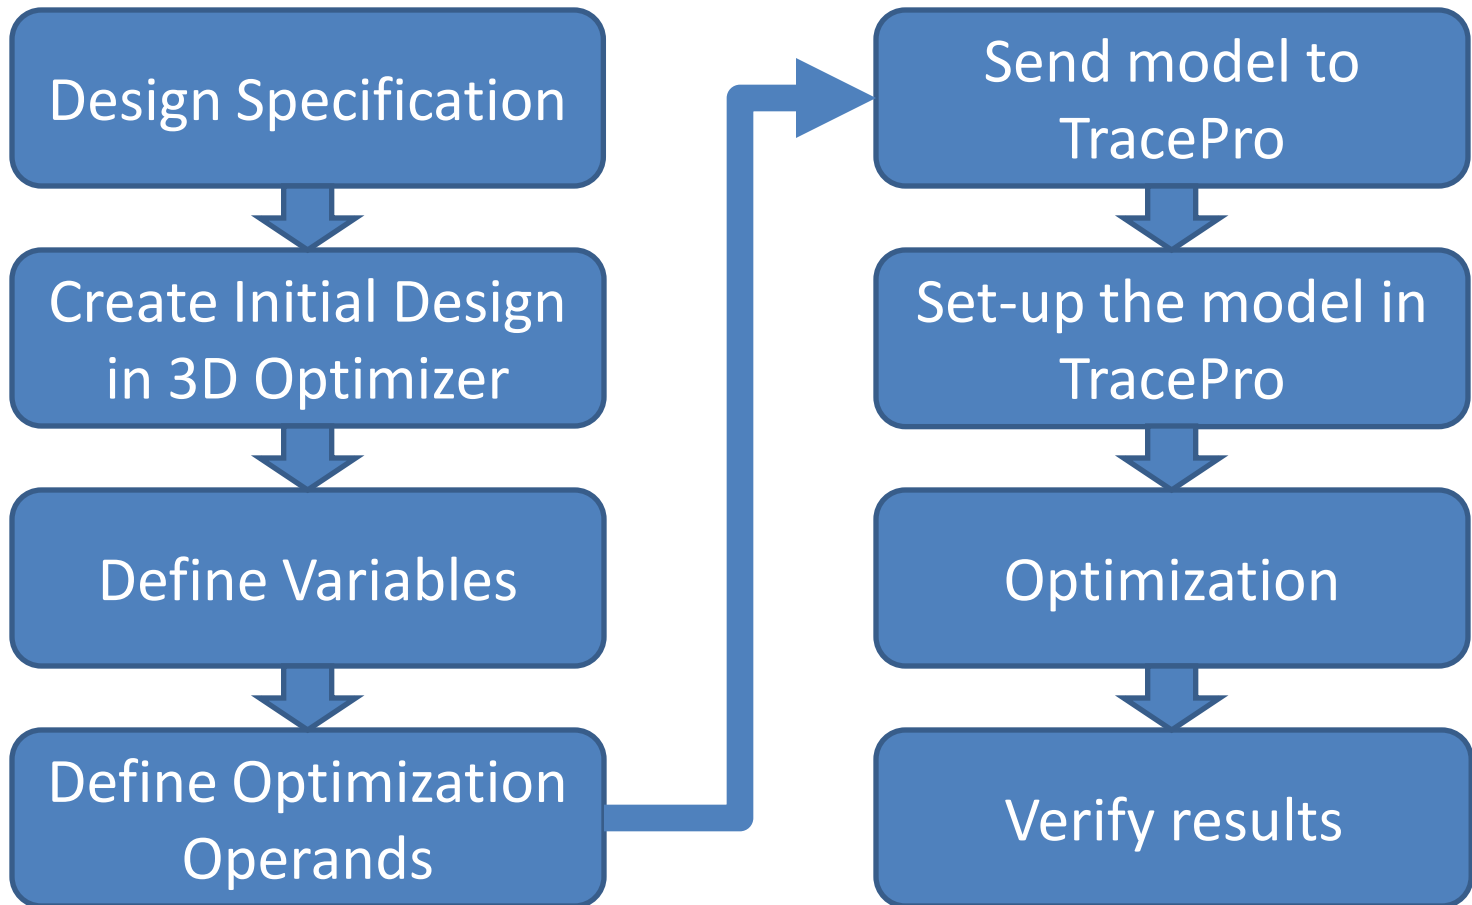 Design Specification
Create Initial Design
in 3D Optimizer
Define Variables
Define Optimization
Operands
Send model to
TracePro
Set-up the model in
TracePro
Optimization
Verify results